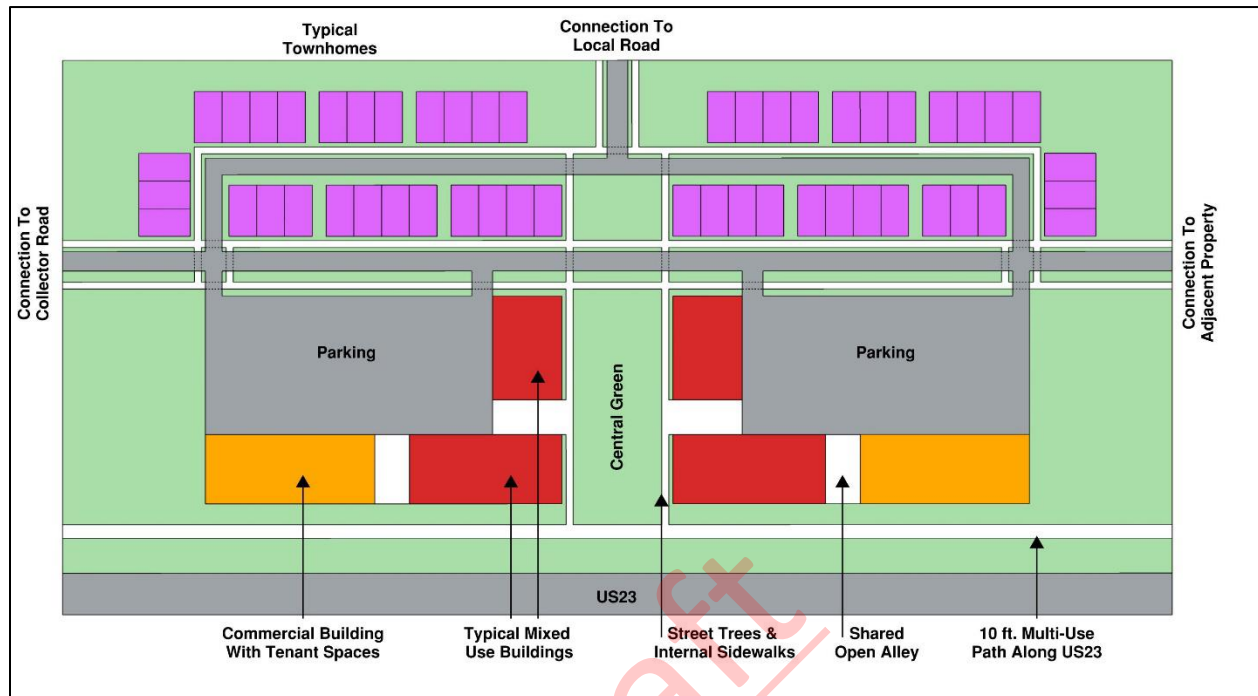 Typical
Townhomes
Connection To
Local Road
Connection To
Collector Road
Connection To
Adjacent Property
Parking
Central Green
Parking
US23
Commercial Building
With Tenant Spaces
Typical Mixed
Use Buildings
Street Trees &
Internal Sidewalks
Shared
Open Alley
10 ft. Multi-Use
Path Along US23